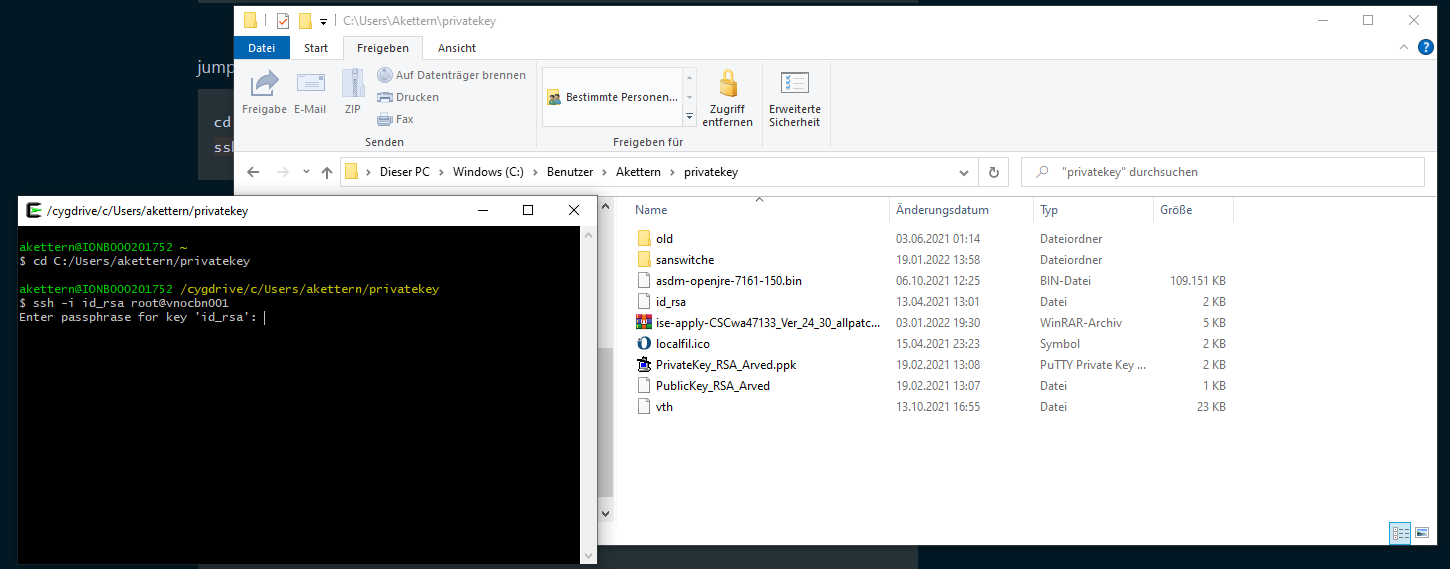 C:\Users\Akettern\privatekey
Datei Start Freigeben Ansicht
jump
Freigabe E-Mail ZIP
Auf Datenträger brennen
Drucken
Fax
Senden
Bestimmte Personen...
Zugriff
entfernen
Freigeben für
Erweiterte
Sicherheit
cd
ssh
Dieser PC Windows (C:) Benutzer Akettern privatekey
"privatekey" durchsuchen
/cygdrive/c/Users/akettern/privatekey
akettern@IONBO00201752 ~
$ cd C:/Users/akettern/privatekey
akettern@IONBO00201752 /cygdrive/c/Users/akettern/privatekey
$ ssh -i id_rsa root@vnocbn001
Enter passphrase for key 'id_rsa':
Name Änderungsdatum Typ Größe
old 03.06.2021 01:14 Dateiordner
sanswitche 19.01.2022 13:58 Dateiordner
asdm-openjre-7161-150.bin 06.10.2021 12:25 BIN-Datei 109.151 KB
id_rsa 13.04.2021 13:01 Datei 2 KB
ise-apply-CSCwa47133_Ver_24_30_allpatc... 03.01.2022 19:30 WinRAR-Archiv 5 KB
localfil.ico 15.04.2021 23:23 Symbol 2 KB
PrivateKey_RSA_Arved.ppk 19.02.2021 13:08 PuTTY Private Key ... 2 KB
PublicKey_RSA_Arved 19.02.2021 13:07 Datei 1 KB
vth 13.10.2021 16:55 Datei 23 KB